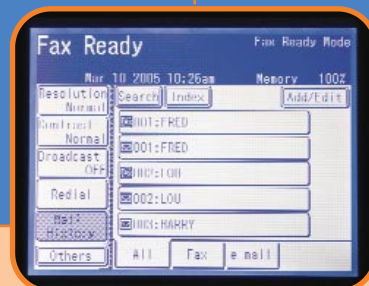 Fax Ready
Fax Ready Mode
Mar 10 2005 10:26am
Memory 100%
Resolution
Normal
Search
Index
Add/Edit
Contrast
Normal
Broadcast
OFF
Redial
Mail
History
Others
001:FRED
001:FRED
002:LOU
002:LOU
003:HARRY
All
Fax
e mail